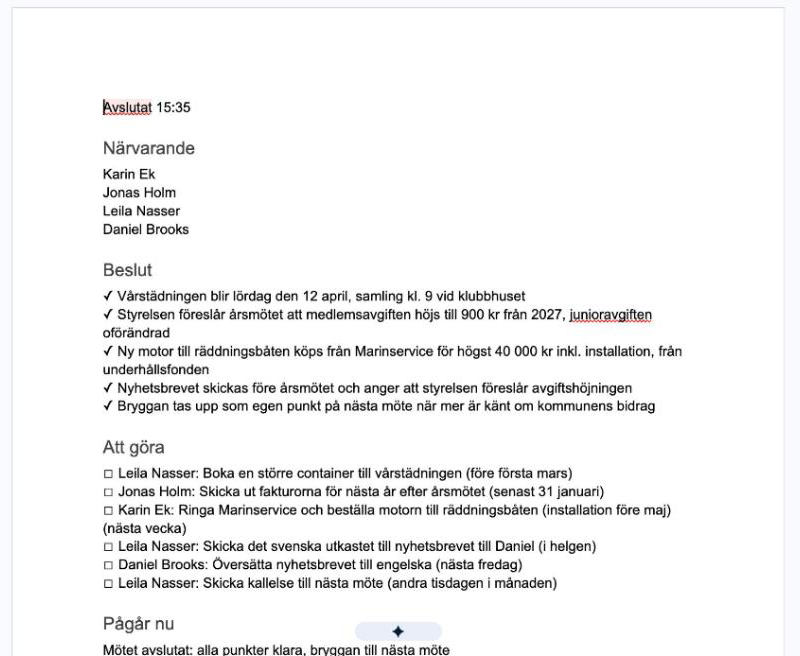 Avslutat 15:35
Närvarande
Karin Ek
Jonas Holm
Leila Nasser
Daniel Brooks
Beslut
✓ Vårstädningen blir lördag den 12 april, samling kl. 9 vid klubbhuset
✓ Styrelsen föreslår årsmötet att medlemsavgiften höjs till 900 kr från 2027, junioravgiften
oförändrad
✓ Ny motor till räddningsbåten köps från Marinservice för högst 40 000 kr inkl. installation, från
underhållsfonden
✓ Nyhetsbrevet skickas före årsmötet och anger att styrelsen föreslår avgiftshöjningen
✓ Bryggan tas upp som egen punkt på nästa möte när mer är känt om kommunens bidrag
Att göra
☐ Leila Nasser: Boka en större container till vårstädningen (före första mars)
☐ Jonas Holm: Skicka ut fakturorna för nästa år efter årsmötet (senast 31 januari)
☐ Karin Ek: Ringa Marinservice och beställa motorn till räddningsbåten (installation före maj)
(nästa vecka)
☐ Leila Nasser: Skicka det svenska utkastet till nyhetsbrevet till Daniel (i helgen)
☐ Daniel Brooks: Översätta nyhetsbrevet till engelska (nästa fredag)
☐ Leila Nasser: Skicka kallelse till nästa möte (andra tisdagen i månaden)
Pågår nu
Mötet avslutat: alla punkter klara, bryggan till nästa möte